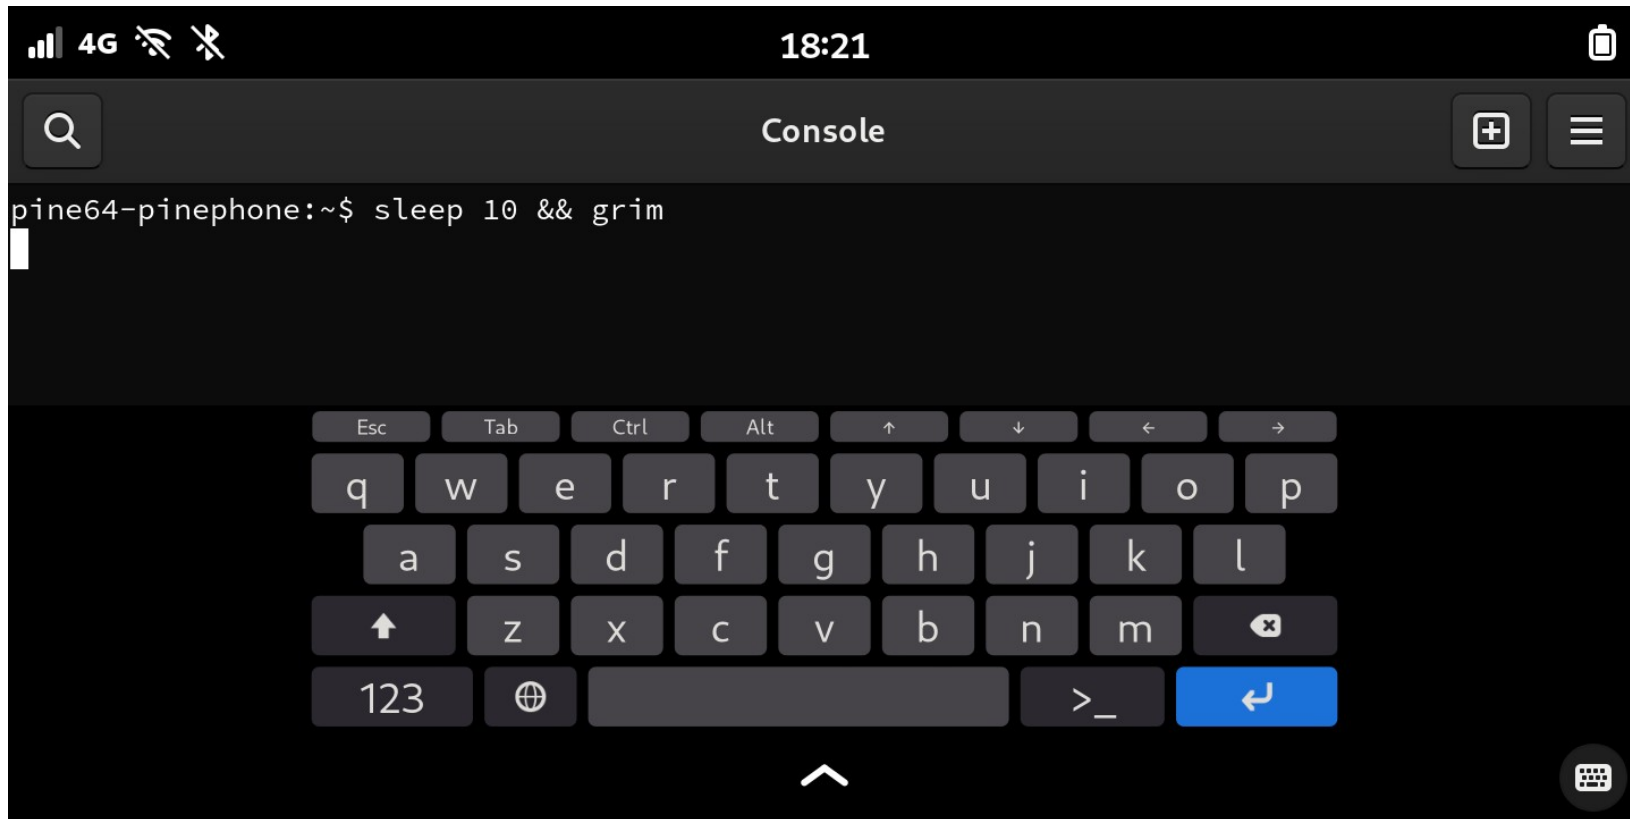 4G 18:21
Console
pine64-pinephone:~$ sleep 10 && grim
Esc Tab Ctrl Alt ↑ ↓ ← →
q w e r t y u i o p
a s d f g h j k l
z x c v b n m
123 >_